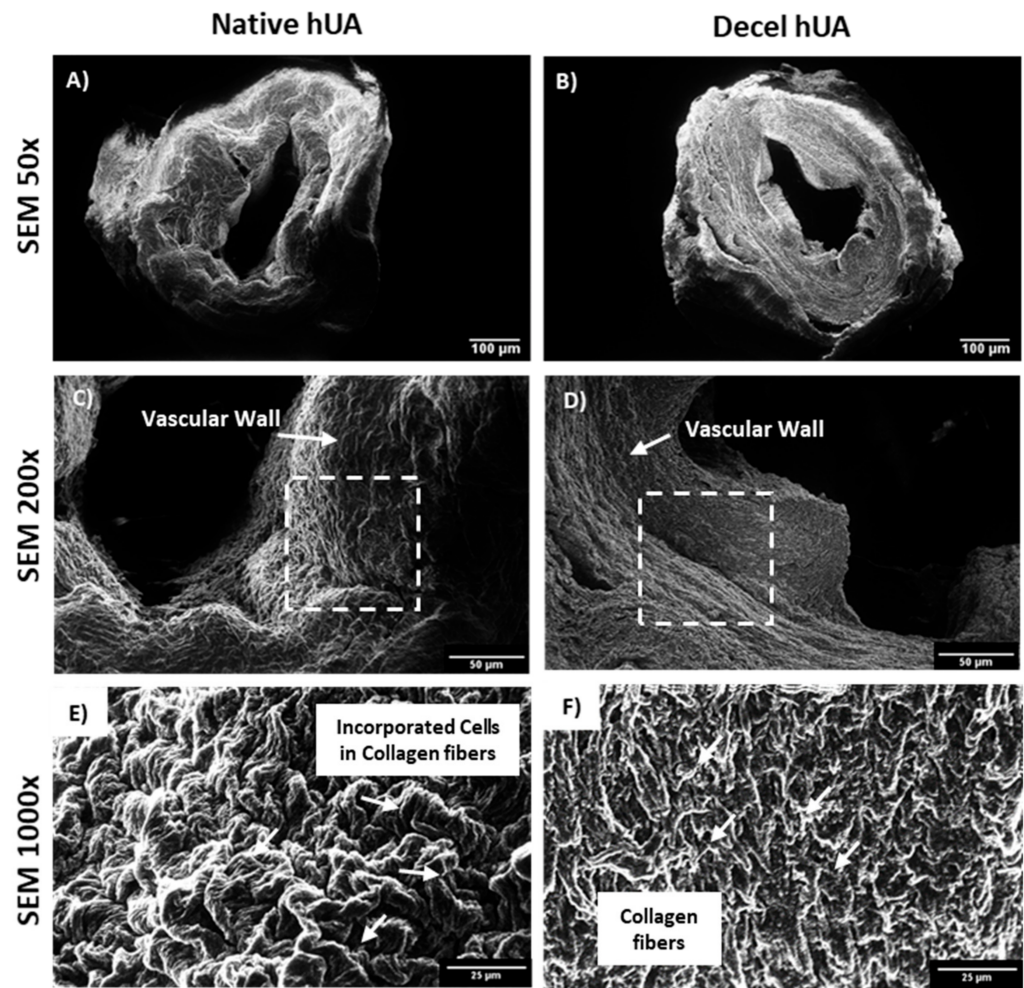 Native hUA
Decel hUA
SEM 50x
A)
B)
100 µm
100 µm
SEM 200x
C)
Vascular Wall
D)
Vascular Wall
50 µm
50 µm
SEM 1000x
E)
Incorporated Cells
in Collagen fibers
F)
Collagen
fibers
25 µm
25 µm